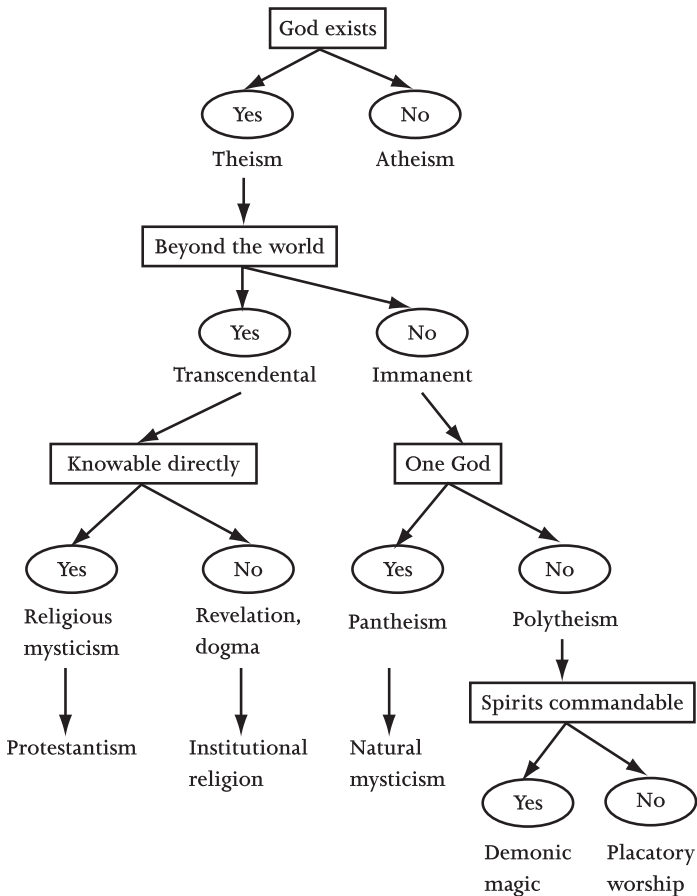 God exists
Yes
No
Theism
Atheism
Beyond the world
Yes
No
Transcendental
Immanent
Knowable directly
One God
Yes
No
Yes
No
Religious
mysticism
Revelation,
dogma
Pantheism
Polytheism
Spirits commandable
Protestantism
Institutional
religion
Natural
mysticism
Yes
No
Demonic
magic
Placatory
worship